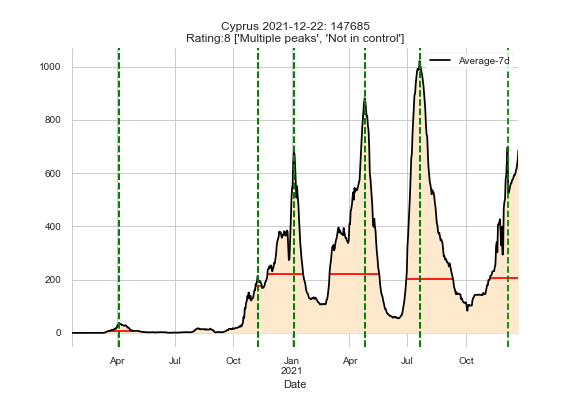 Cyprus 2021-12-22: 147685
Rating:8 ['Multiple peaks', 'Not in control']
Average-7d
1000
800
600
400
200
0
Apr Jul Oct Jan Apr Jul Oct
2021
Date